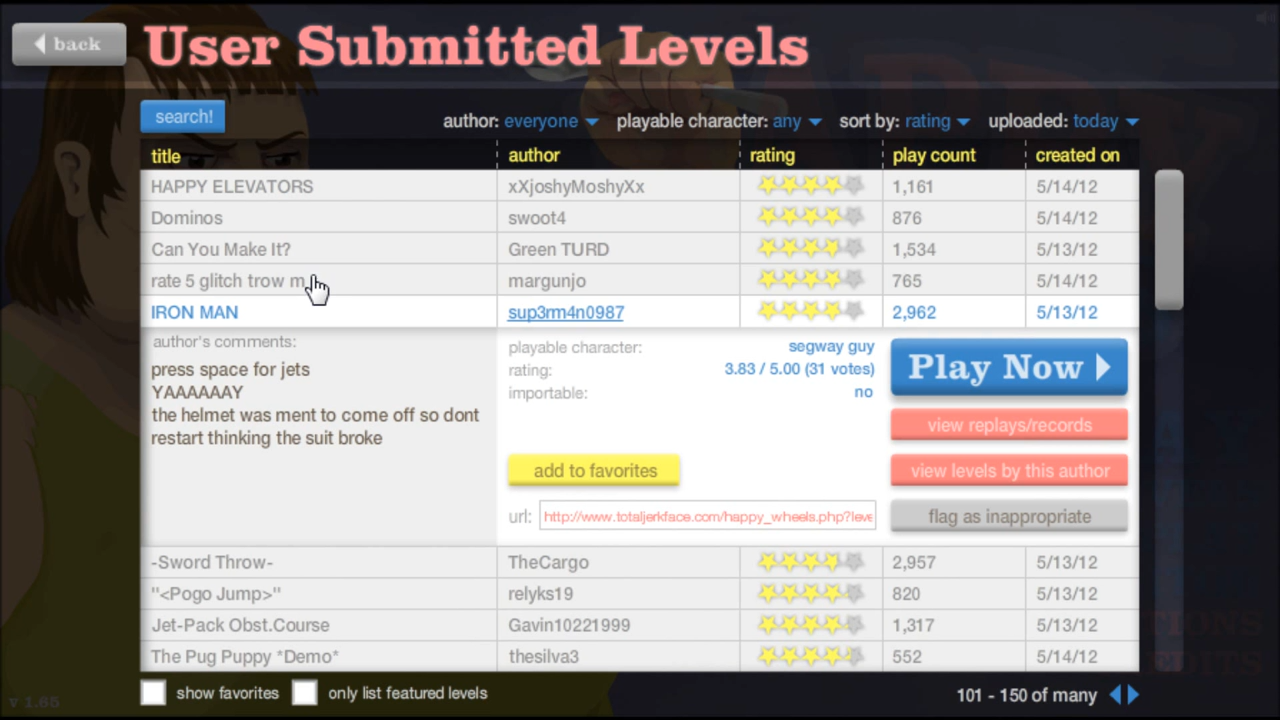 back
User Submitted Levels
search!
author: everyone playable character: any sort by: rating uploaded: today
title author rating play count created on
HAPPY ELEVATORS xXjoshyMoshyXx 1,161 5/14/12
Dominos swoot4 876 5/14/12
Can You Make It? Green TURD 1,534 5/13/12
rate 5 glitch trow m margunjo 765 5/14/12
IRON MAN sup3rm4n0987 2,962 5/13/12
author's comments:
press space for jets
YAAAAAAY
the helmet was ment to come off so dont
restart thinking the suit broke
playable character: segway guy
rating: 3.83 / 5.00 (31 votes)
importable: no
add to favorites
url: http://www.totaljerkface.com/happy_wheels.php?leve
Play Now
view replays/records
view levels by this author
flag as inappropriate
-Sword Throw- TheCargo 2,957 5/13/12
"<Pogo Jump>" relyks19 820 5/13/12
Jet-Pack Obst.Course Gavin10221999 1,317 5/13/12
The Pug Puppy *Demo* thesilva3 552 5/14/12
show favorites only list featured levels
101 - 150 of many
v 1.65